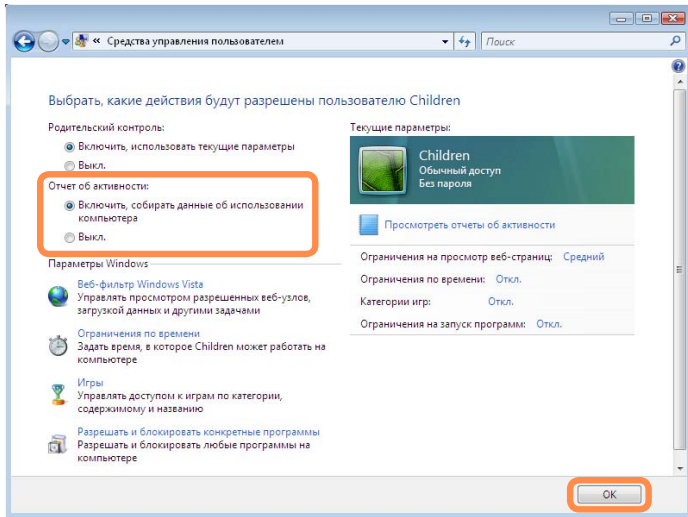 « Средства управления пользователем
Поиск
Выбрать, какие действия будут разрешены пользователю Children
Родительский контроль:
Включить, использовать текущие параметры
Выкл.
Отчет об активности:
Включить, собирать данные об использовании
компьютера
Выкл.
Параметры Windows
Веб-фильтр Windows Vista
Управлять просмотром разрешенных веб-узлов,
загрузкой данных и другими задачами
Ограничения по времени
Задать время, в которое Children может работать на
компьютере
Игры
Управлять доступом к играм по категории,
содержимому и названию
Разрешать и блокировать конкретные программы
Разрешать и блокировать любые программы на
компьютере
Текущие параметры:
Children
Обычный доступ
Без пароля
Просмотреть отчеты об активности
Ограничения на просмотр веб-страниц: Средний
Ограничения по времени: Откл.
Категории игр: Откл.
Ограничения на запуск программ: Откл.
OK